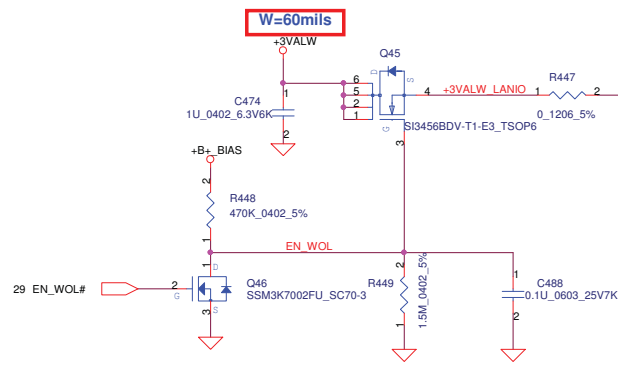 W=60mils
+3VALW
Q45
D
S
6
5
2
1
4
+3VALW_LANIO
1
R447
2
0_1206_5%
1
C474
1U_0402_6.3V6K
2
G
SI3456BDV-T1-E3_TSOP6
3
+B+_BIAS
2
R448
470K_0402_5%
1
EN_WOL
1
D
29 EN_WOL#
2
G
Q46
SSM3K7002FU_SC70-3
3
S
2
R449
1
1.5M_0402_5%
1
C488
0.1U_0603_25V7K
2